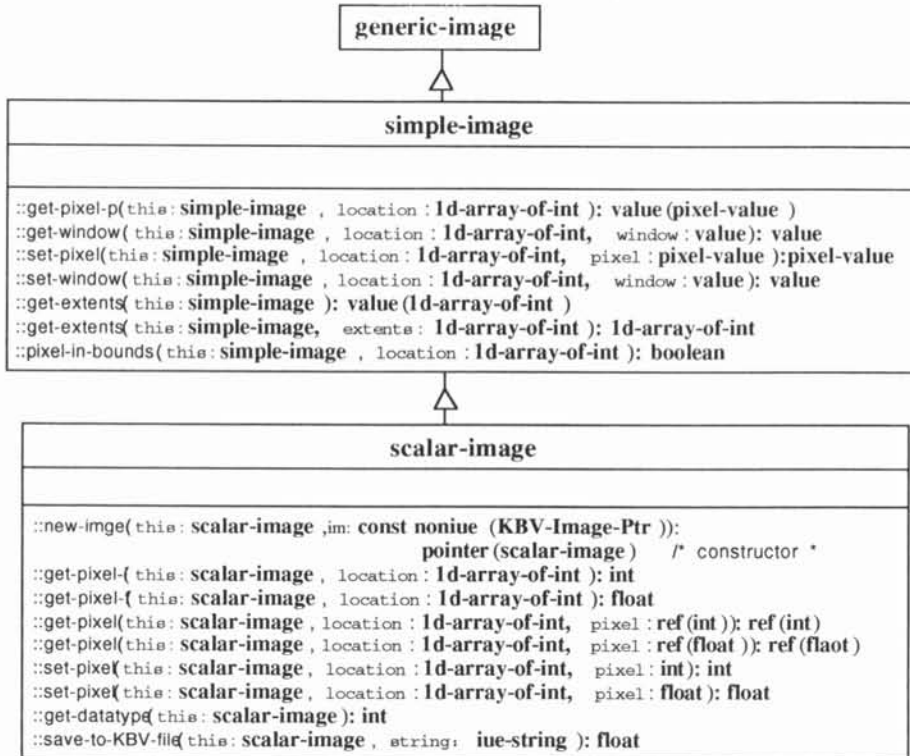 generic-image
simple-image
::get-pixel-p(this: simple-image , location : 1d-array-of-int ): value (pixel-value )
::get-window( this: simple-image , location : 1d-array-of-int, window : value): value
::set-pixel(this: simple-image , location : 1d-array-of-int, pixel : pixel-value ):pixel-value
::set-window( this: simple-image , location : 1d-array-of-int, window : value): value
::get-extents( this: simple-image ): value (1d-array-of-int )
::get-extents( this: simple-image, extents : 1d-array-of-int ): 1d-array-of-int
::pixel-in-bounds( this: simple-image , location : 1d-array-of-int ): boolean
scalar-image
::new-imge( this: scalar-image ,im: const noniue (KBV-Image-Ptr )):
pointer (scalar-image ) /* constructor *
::get-pixel-( this: scalar-image , location : 1d-array-of-int ): int
::get-pixel-( this: scalar-image , location : 1d-array-of-int ): float
::get-pixel( this: scalar-image , location : 1d-array-of-int, pixel : ref (int )): ref (int)
::get-pixel( this: scalar-image , location : 1d-array-of-int, pixel : ref (float )): ref (flaot )
::set-pixel( this: scalar-image , location : 1d-array-of-int, pixel : int): int
::set-pixel( this: scalar-image , location : 1d-array-of-int, pixel : float): float
::get-datatype( this: scalar-image ): int
::save-to-KBV-file( this: scalar-image , string: iue-string ): float